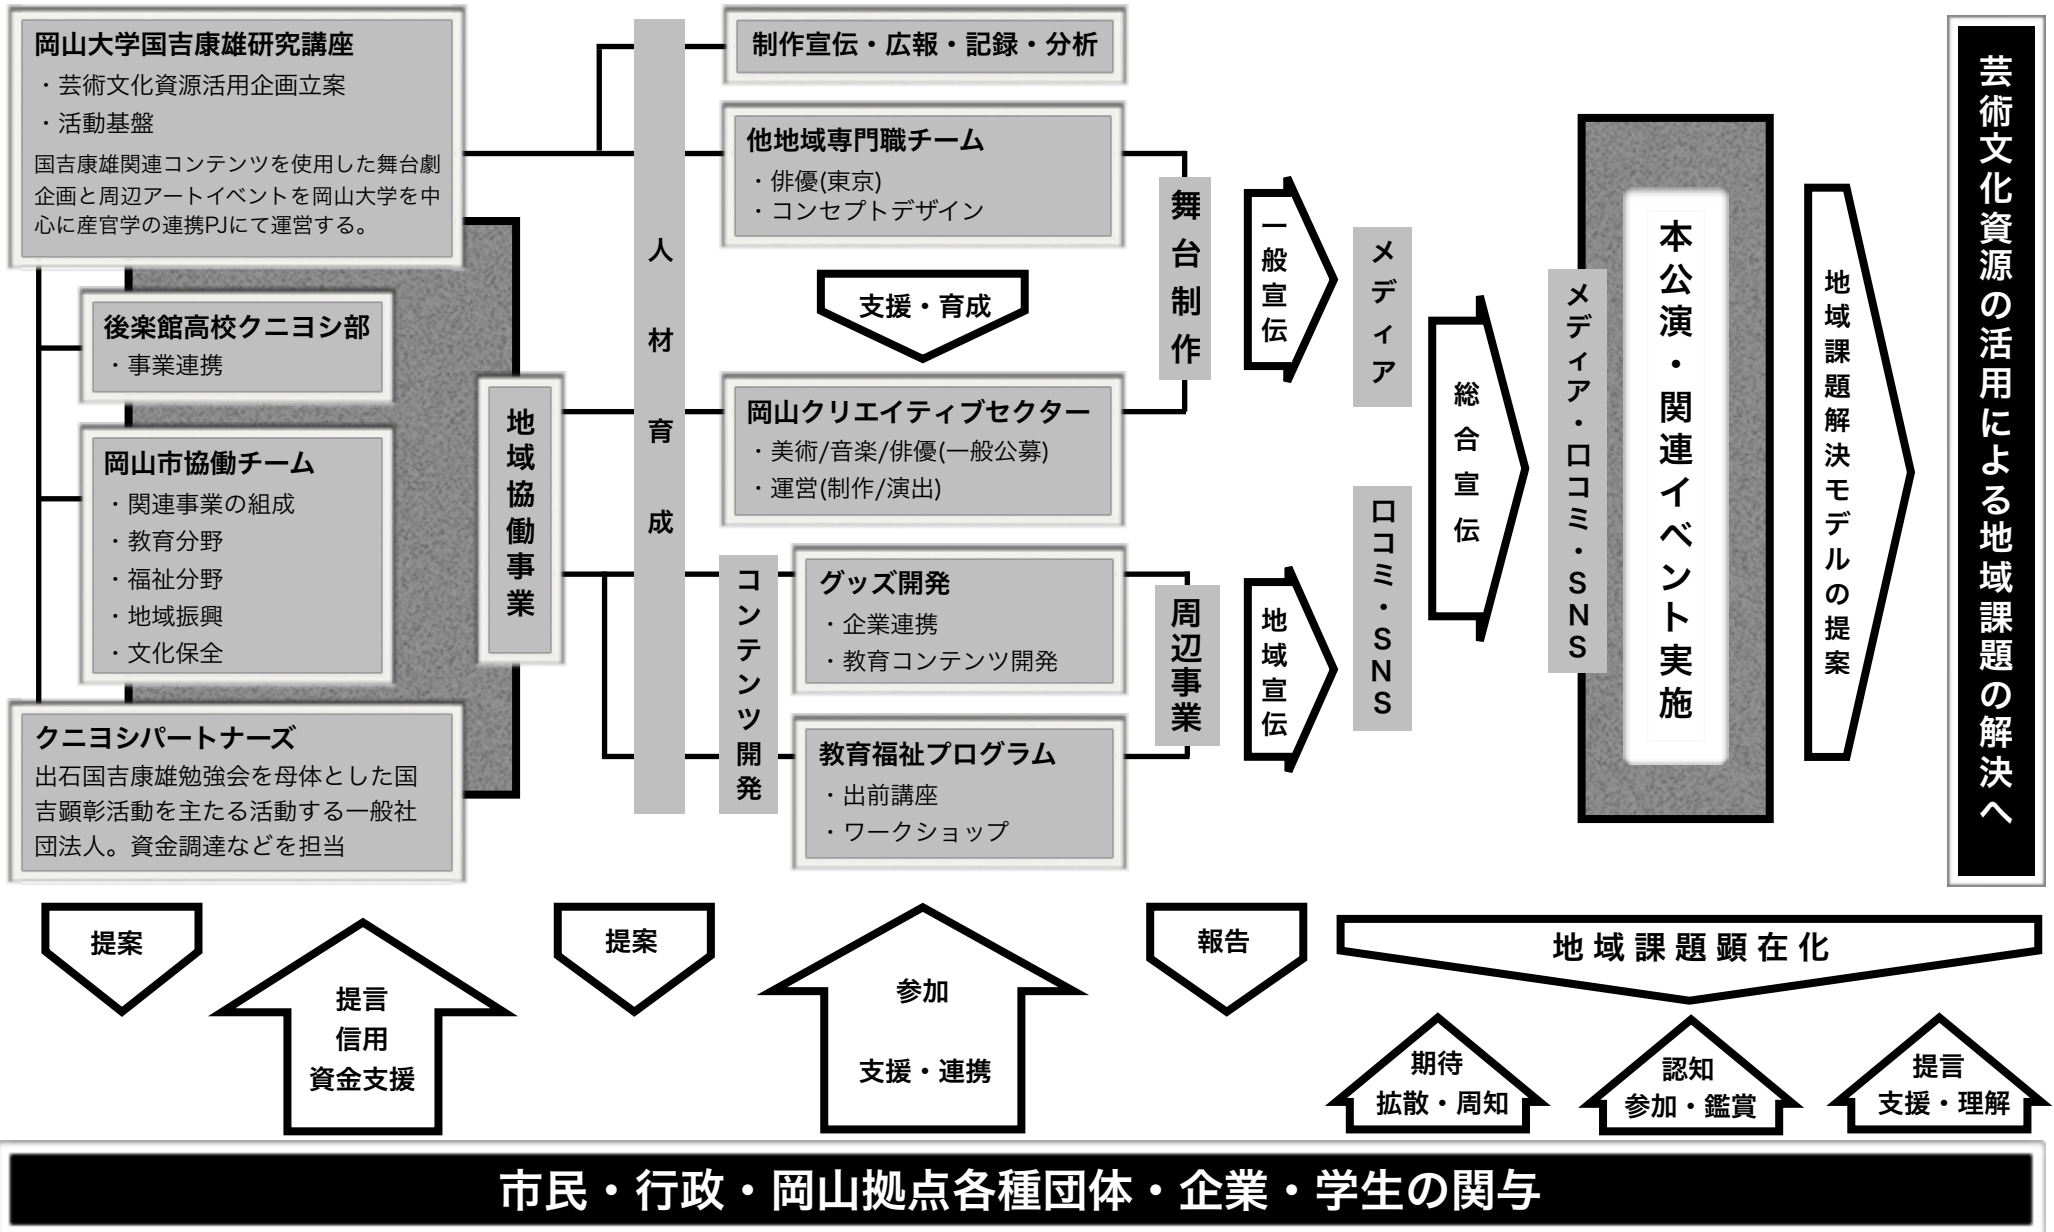 岡山大学国吉康雄研究講座
・芸術文化資源活用企画立案
・活動基盤
国吉康雄関連コンテンツを使用した舞台劇
企画と周辺アートイベントを岡山大学を中
心に産官学の連携PJにて運営する。
後楽館高校クニヨシ部
・事業連携
岡山市協働チーム
・関連事業の組成
・教育分野
・福祉分野
・地域振興
・文化保全
クニヨシパートナーズ
出石国吉康雄勉強会を母体とした国
吉顕彰活動を主たる活動する一般社
団法人。資金調達などを担当
地域協働事業
人材育成
制作宣伝・広報・記録・分析
他地域専門職チーム
・俳優(東京)
・コンセプトデザイン
支援・育成
岡山クリエイティブセクター
・美術/音楽/俳優(一般公募)
・運営(制作/演出)
コンテンツ開発
グッズ開発
・企業連携
・教育コンテンツ開発
教育福祉プログラム
・出前講座
・ワークショップ
舞台制作
周辺事業
一般宣伝
地域宣伝
メディア
口コミ・SNS
総合宣伝
メディア・口コミ・SNS
本公演・関連イベント実施
地域課題解決モデルの提案
芸術文化資源の活用による地域課題の解決へ
提案
提言
信用
資金支援
提案
参加
支援・連携
報告
地域課題顕在化
期待
拡散・周知
認知
参加・鑑賞
提言
支援・理解
市民・行政・岡山拠点各種団体・企業・学生の関与